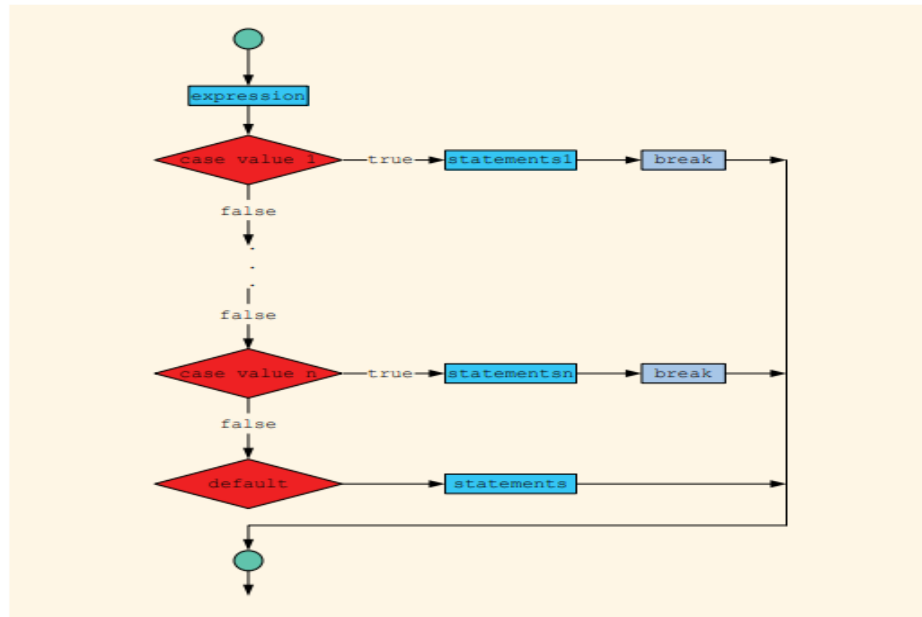 expression
case value 1 true statements1 break
false
.
.
.
false
case value n true statementsn break
false
default statements